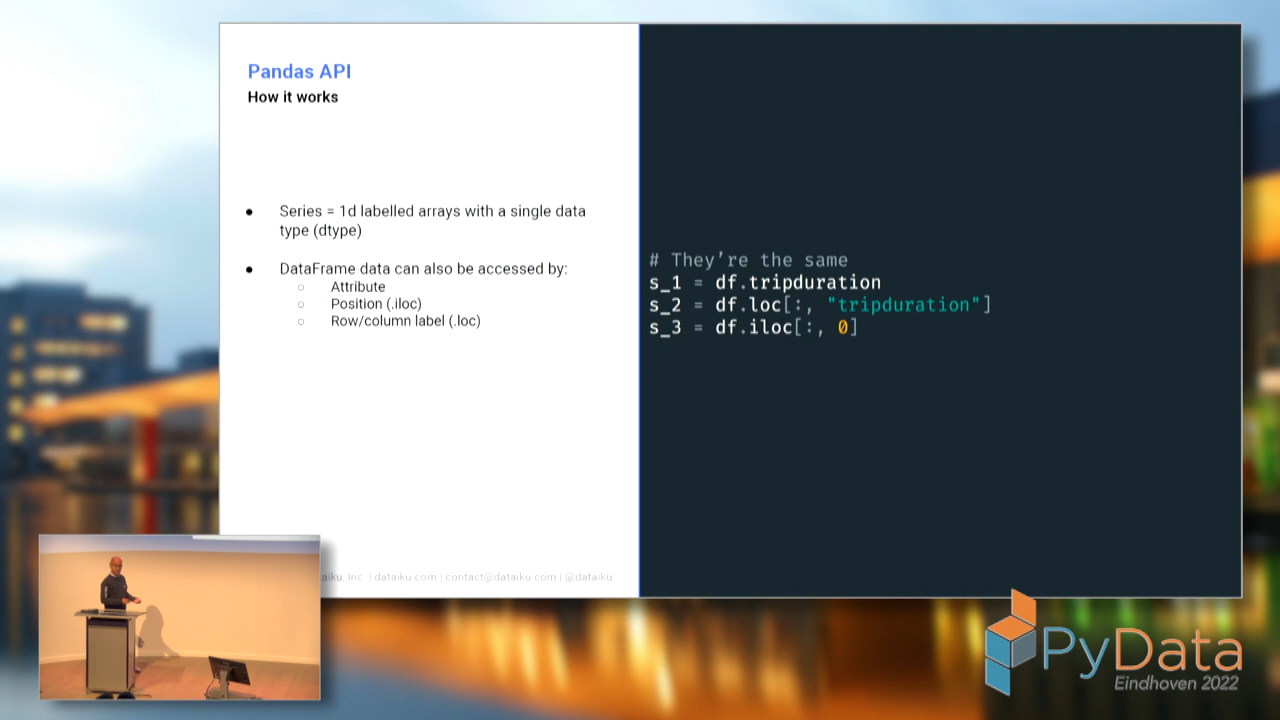 Pandas API
How it works
● Series = 1d labelled arrays with a single data
type (dtype)
● DataFrame data can also be accessed by:
○ Attribute
○ Position (.iloc)
○ Row/column label (.loc)
# They're the same
s_1 = df.tripduration
s_2 = df.loc[:, "tripduration"]
s_3 = df.iloc[:, 0]
Inc. | dataiku.com | contact@dataiku.com | @dataiku
PyData
Eindhoven 2022